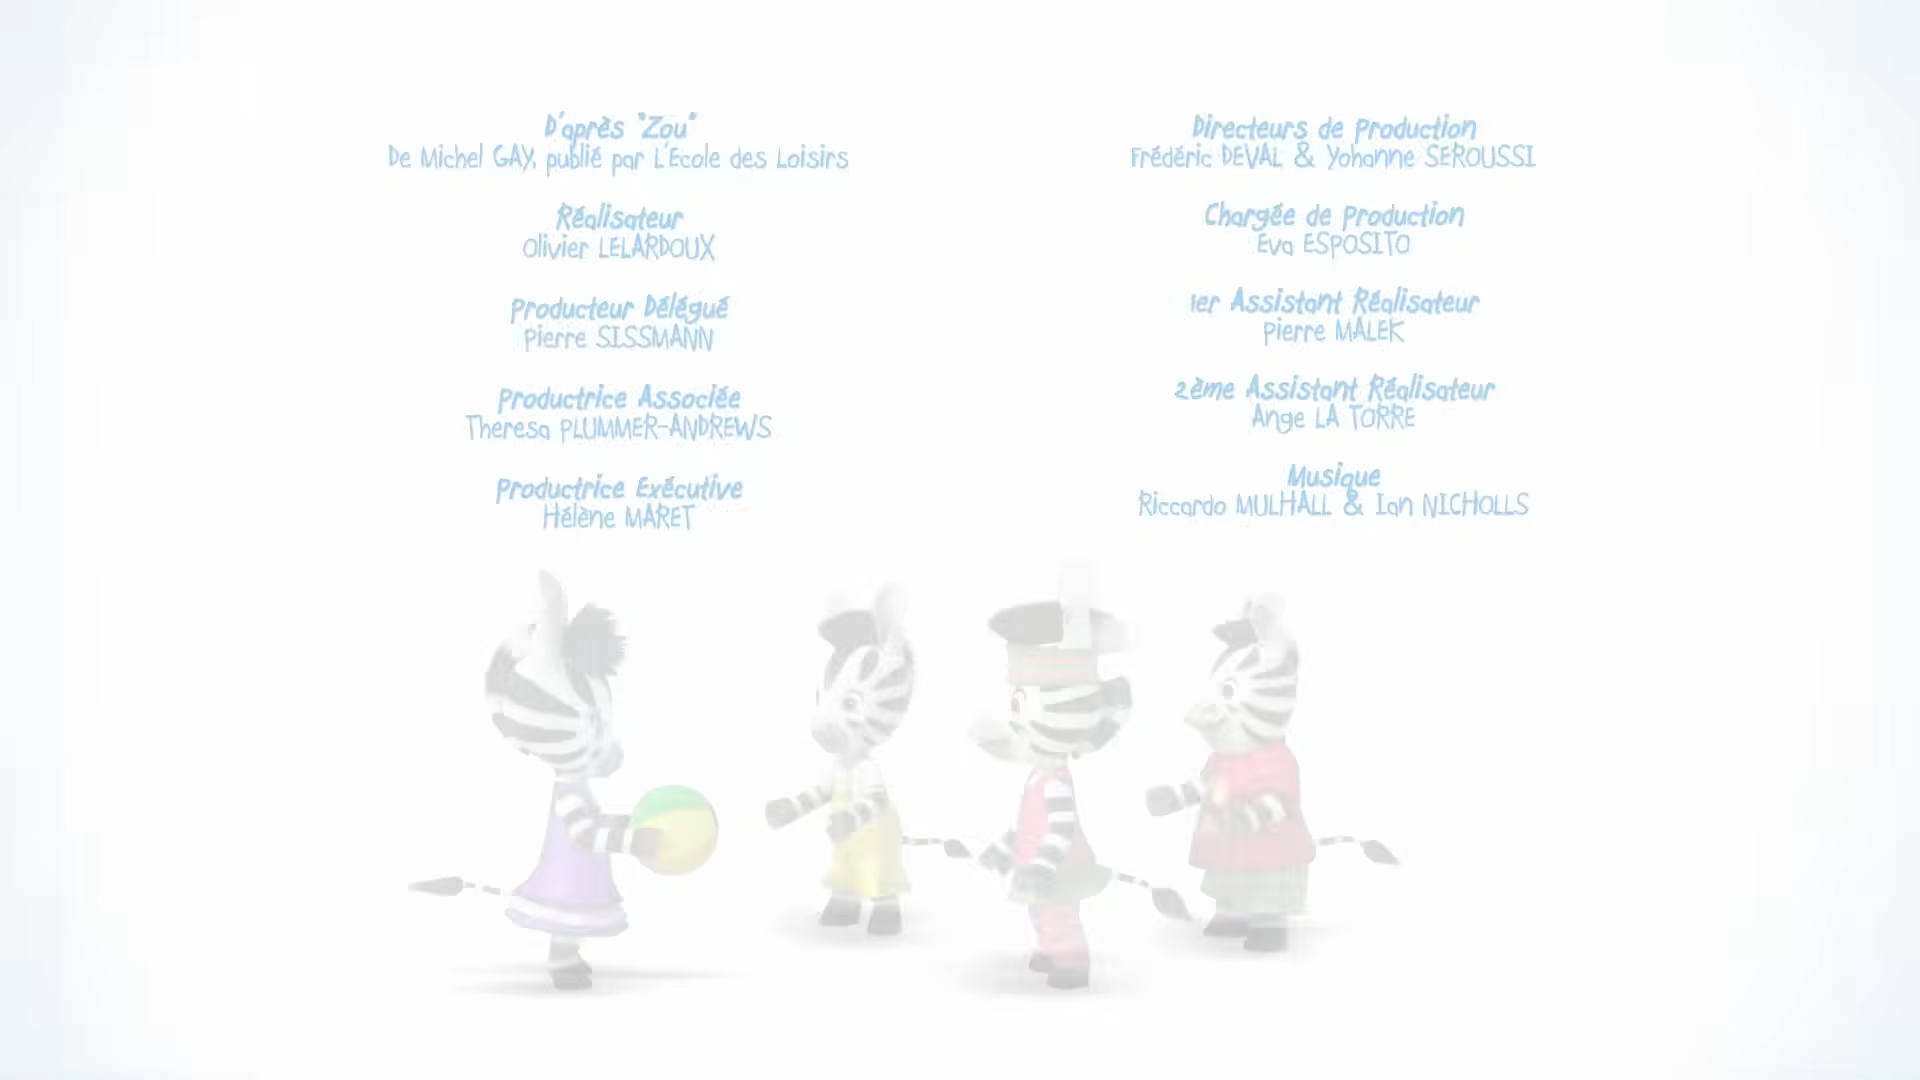 D'après "Zou"
De Michel GAY, publié par L'Ecole des Loisirs
Réalisateur
Olivier LELARDOUX
Producteur Délégué
Pierre SISSMANN
Productrice Associée
Theresa PLUMMER-ANDREWS
Productrice Exécutive
Hélène MARET
Directeurs de Production
Frédéric DEVAL & Yohanne SEROUSSI
Chargée de Production
Eva ESPOSITO
1er Assistant Réalisateur
Pierre MALEK
2ème Assistant Réalisateur
Ange LA TORRE
Musique
Riccardo MULHALL & Ian NICHOLLS